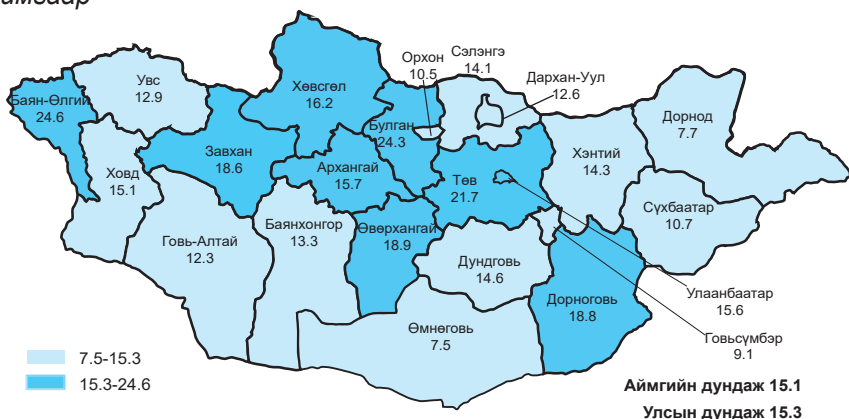 Увс
12.9
Баян-Өлгий
24.6
Ховд
15.1
Завхан
18.6
Хөвсгөл
16.2
Орхон
10.5
Сэлэнгэ
14.1
Дархан-Уул
12.6
Булган
24.3
Архангай
15.7
Төв
21.7
Хэнтий
14.3
Дорнод
7.7
Сүхбаатар
10.7
Говь-Алтай
12.3
Баянхонгор
13.3
Өвөрхангай
18.9
Дундговь
14.6
Дорноговь
18.8
Өмнөговь
7.5
Улаанбаатар
15.6
Говьсүмбэр
9.1
7.5-15.3
15.3-24.6
Аймгийн дундаж 15.1
Улсын дундаж 15.3